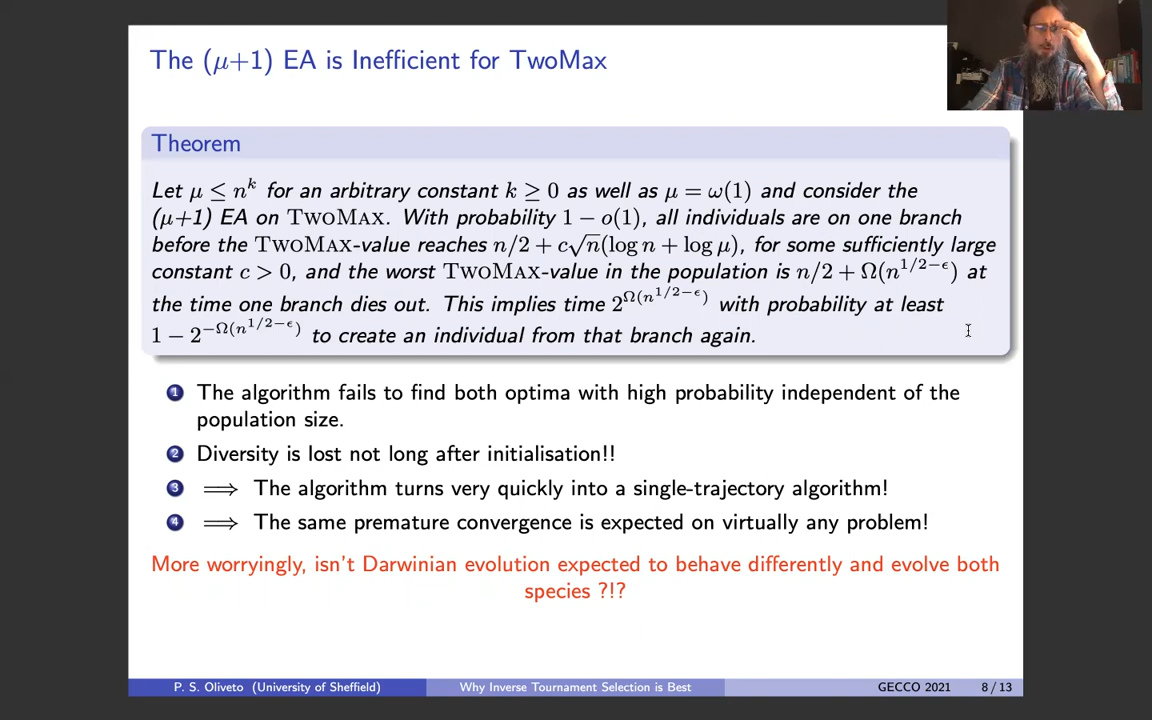 The (μ+1) EA is Inefficient for TwoMax
Theorem
Let μ ≤ n^k for an arbitrary constant k ≥ 0 as well as μ = ω(1) and consider the
(μ+1) EA on TwoMax. With probability 1 − o(1), all individuals are on one branch
before the TwoMax-value reaches n/2 + c√n(log n + log μ), for some sufficiently large
constant c > 0, and the worst TwoMax-value in the population is n/2 + Ω(n^{1/2−ϵ}) at
the time one branch dies out. This implies time 2^{Ω(n^{1/2−ϵ})} with probability at least
1 − 2^{−Ω(n^{1/2−ϵ})} to create an individual from that branch again.
1 The algorithm fails to find both optima with high probability independent of the
population size.
2 Diversity is lost not long after initialisation!!
3 ⟹ The algorithm turns very quickly into a single-trajectory algorithm!
4 ⟹ The same premature convergence is expected on virtually any problem!
More worryingly, isn't Darwinian evolution expected to behave differently and evolve both
species ?!?
P. S. Oliveto (University of Sheffield) Why Inverse Tournament Selection is Best GECCO 2021 8 / 13